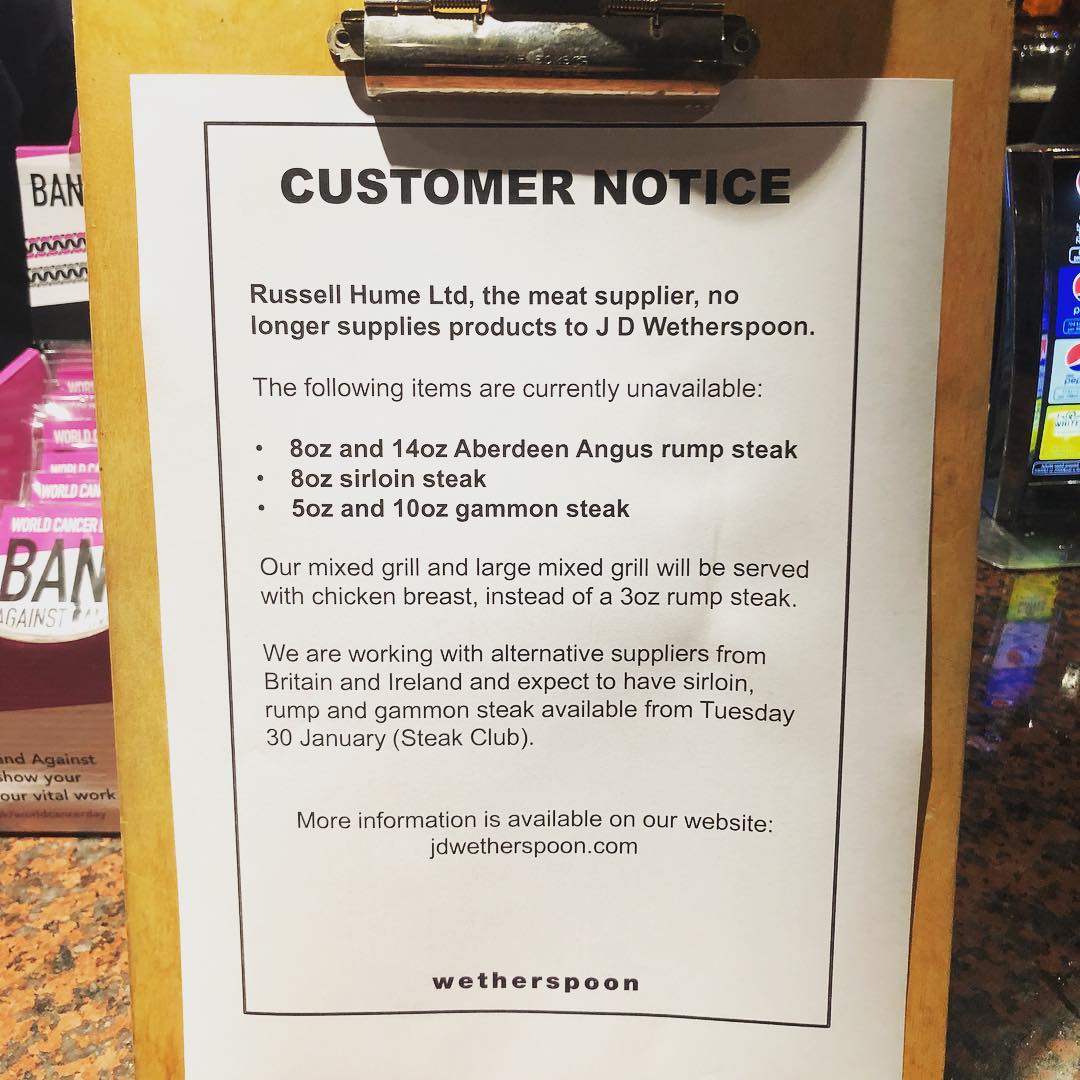 CUSTOMER NOTICE
Russell Hume Ltd, the meat supplier, no
longer supplies products to J D Wetherspoon.
The following items are currently unavailable:
• 8oz and 14oz Aberdeen Angus rump steak
• 8oz sirloin steak
• 5oz and 10oz gammon steak
Our mixed grill and large mixed grill will be served
with chicken breast, instead of a 3oz rump steak.
We are working with alternative suppliers from
Britain and Ireland and expect to have sirloin,
rump and gammon steak available from Tuesday
30 January (Steak Club).
More information is available on our website:
jdwetherspoon.com
wetherspoon
BAN
WORLD
WORLD CAN
WORLD CANCER
BAN
AGAINST
and Against
show your
our vital work